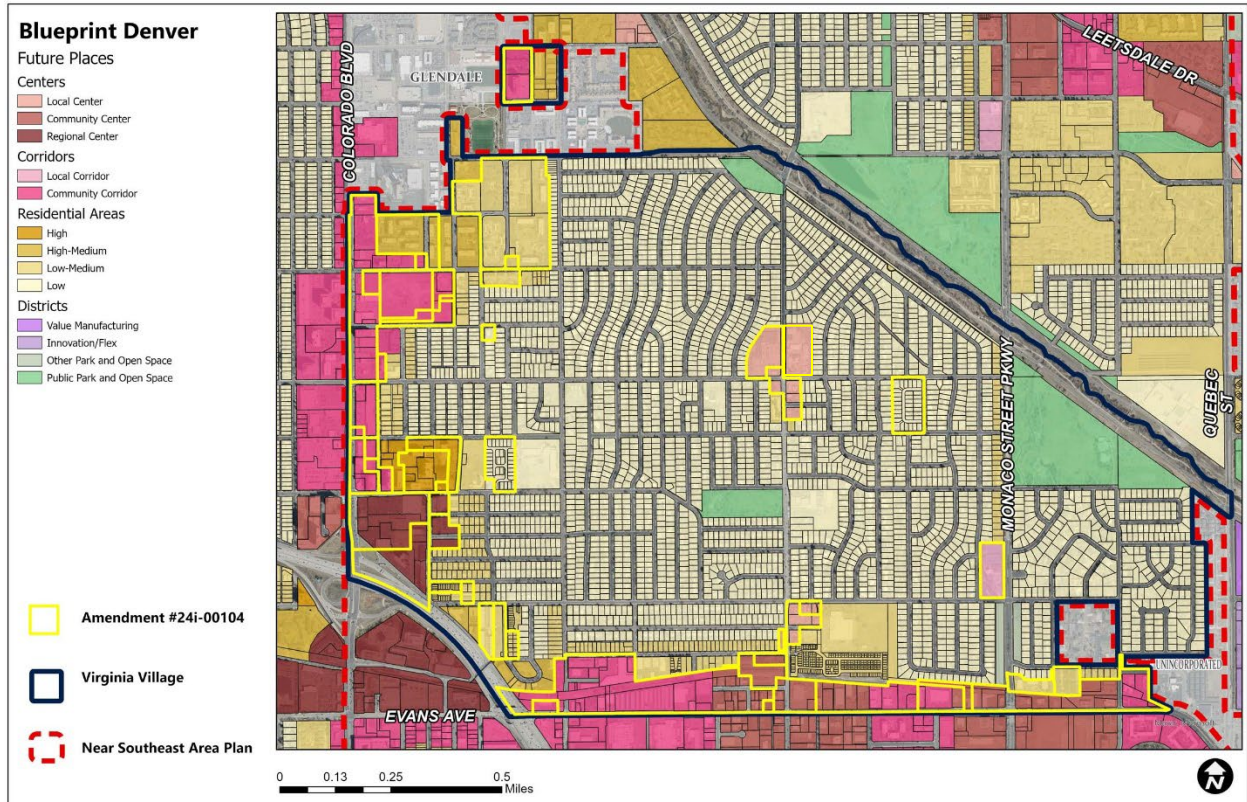 Blueprint Denver
Future Places
Centers
Local Center
Community Center
Regional Center
Corridors
Local Corridor
Community Corridor
Residential Areas
High
High-Medium
Low-Medium
Low
Districts
Value Manufacturing
Innovation/Flex
Other Park and Open Space
Public Park and Open Space
Amendment #24i-00104
Virginia Village
Near Southeast Area Plan
COLORADO BLVD
GLENDALE
LEETSDALE DR
MONACO STREET PKWY
QUEBEC
ST
UNINCORPORATED
EVANS AVE
0 0.13 0.25 0.5
Miles
N